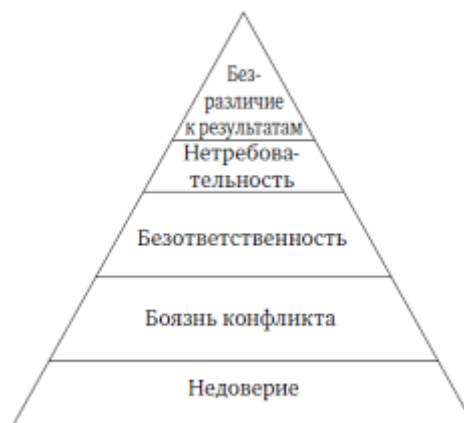 Без-
различие
к результатам
Нетребова-
тельность
Безответственность
Боязнь конфликта
Недоверие